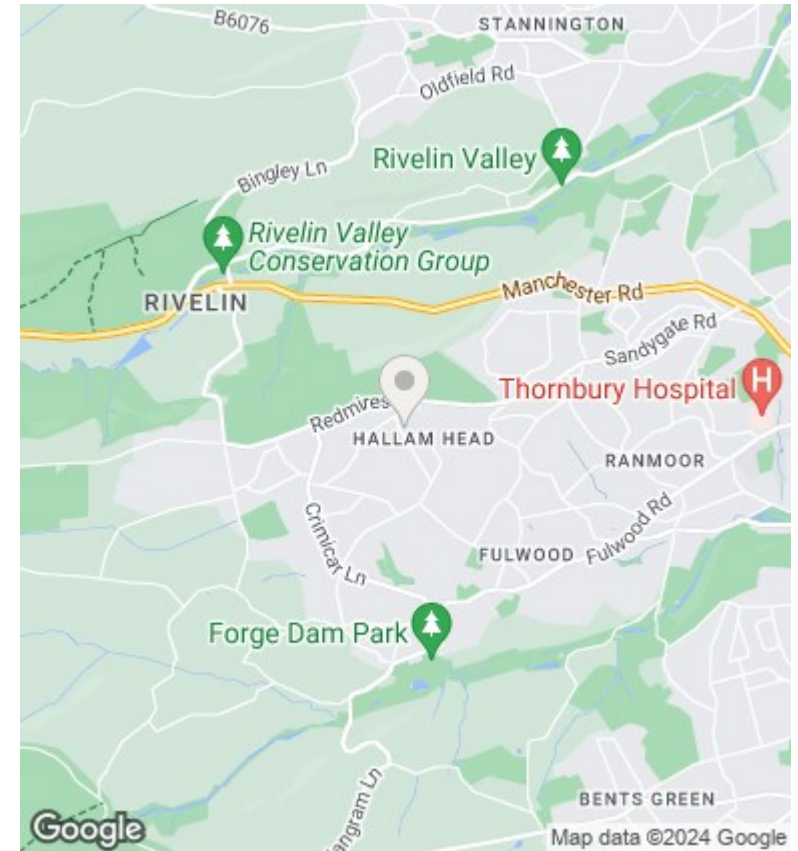 B6076
STANNINGTON
Oldfield Rd
Rivelin Valley
Bingley Ln
Rivelin Valley
Conservation Group
RIVELIN
Manchester Rd
Sandygate Rd
Thornbury Hospital
H
Redmires
HALLAM HEAD
RANMOOR
Crimicar Ln
FULWOOD
Fulwood Rd
Forge Dam Park
BENTS GREEN
Google
Map data ©2024 Google